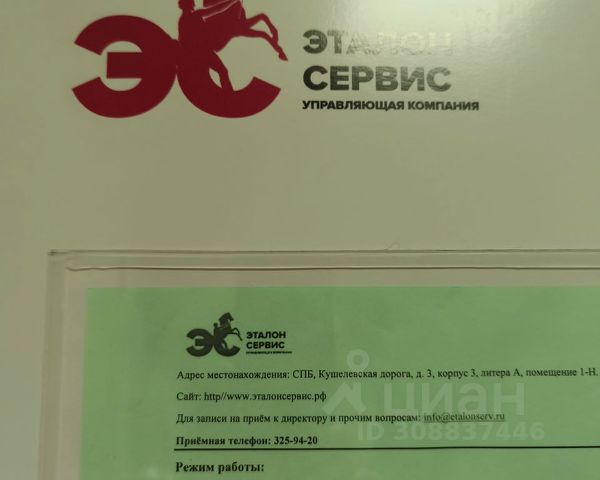 ЭС
ЭТАЛОН
СЕРВИС
УПРАВЛЯЮЩАЯ КОМПАНИЯ
ЭС
ЭТАЛОН
СЕРВИС
УПРАВЛЯЮЩАЯ КОМПАНИЯ
Адрес местонахождения: СПБ, Кушелевская дорога, д. 3, корпус 3, литера А, помещение 1-Н.
Сайт: http//www.эталонсервис.рф
Для записи на приём к директору и прочим вопросам: info@etalonserv.ru
Приёмная телефон: 325-94-20
Режим работы:
циан
ID 308837446